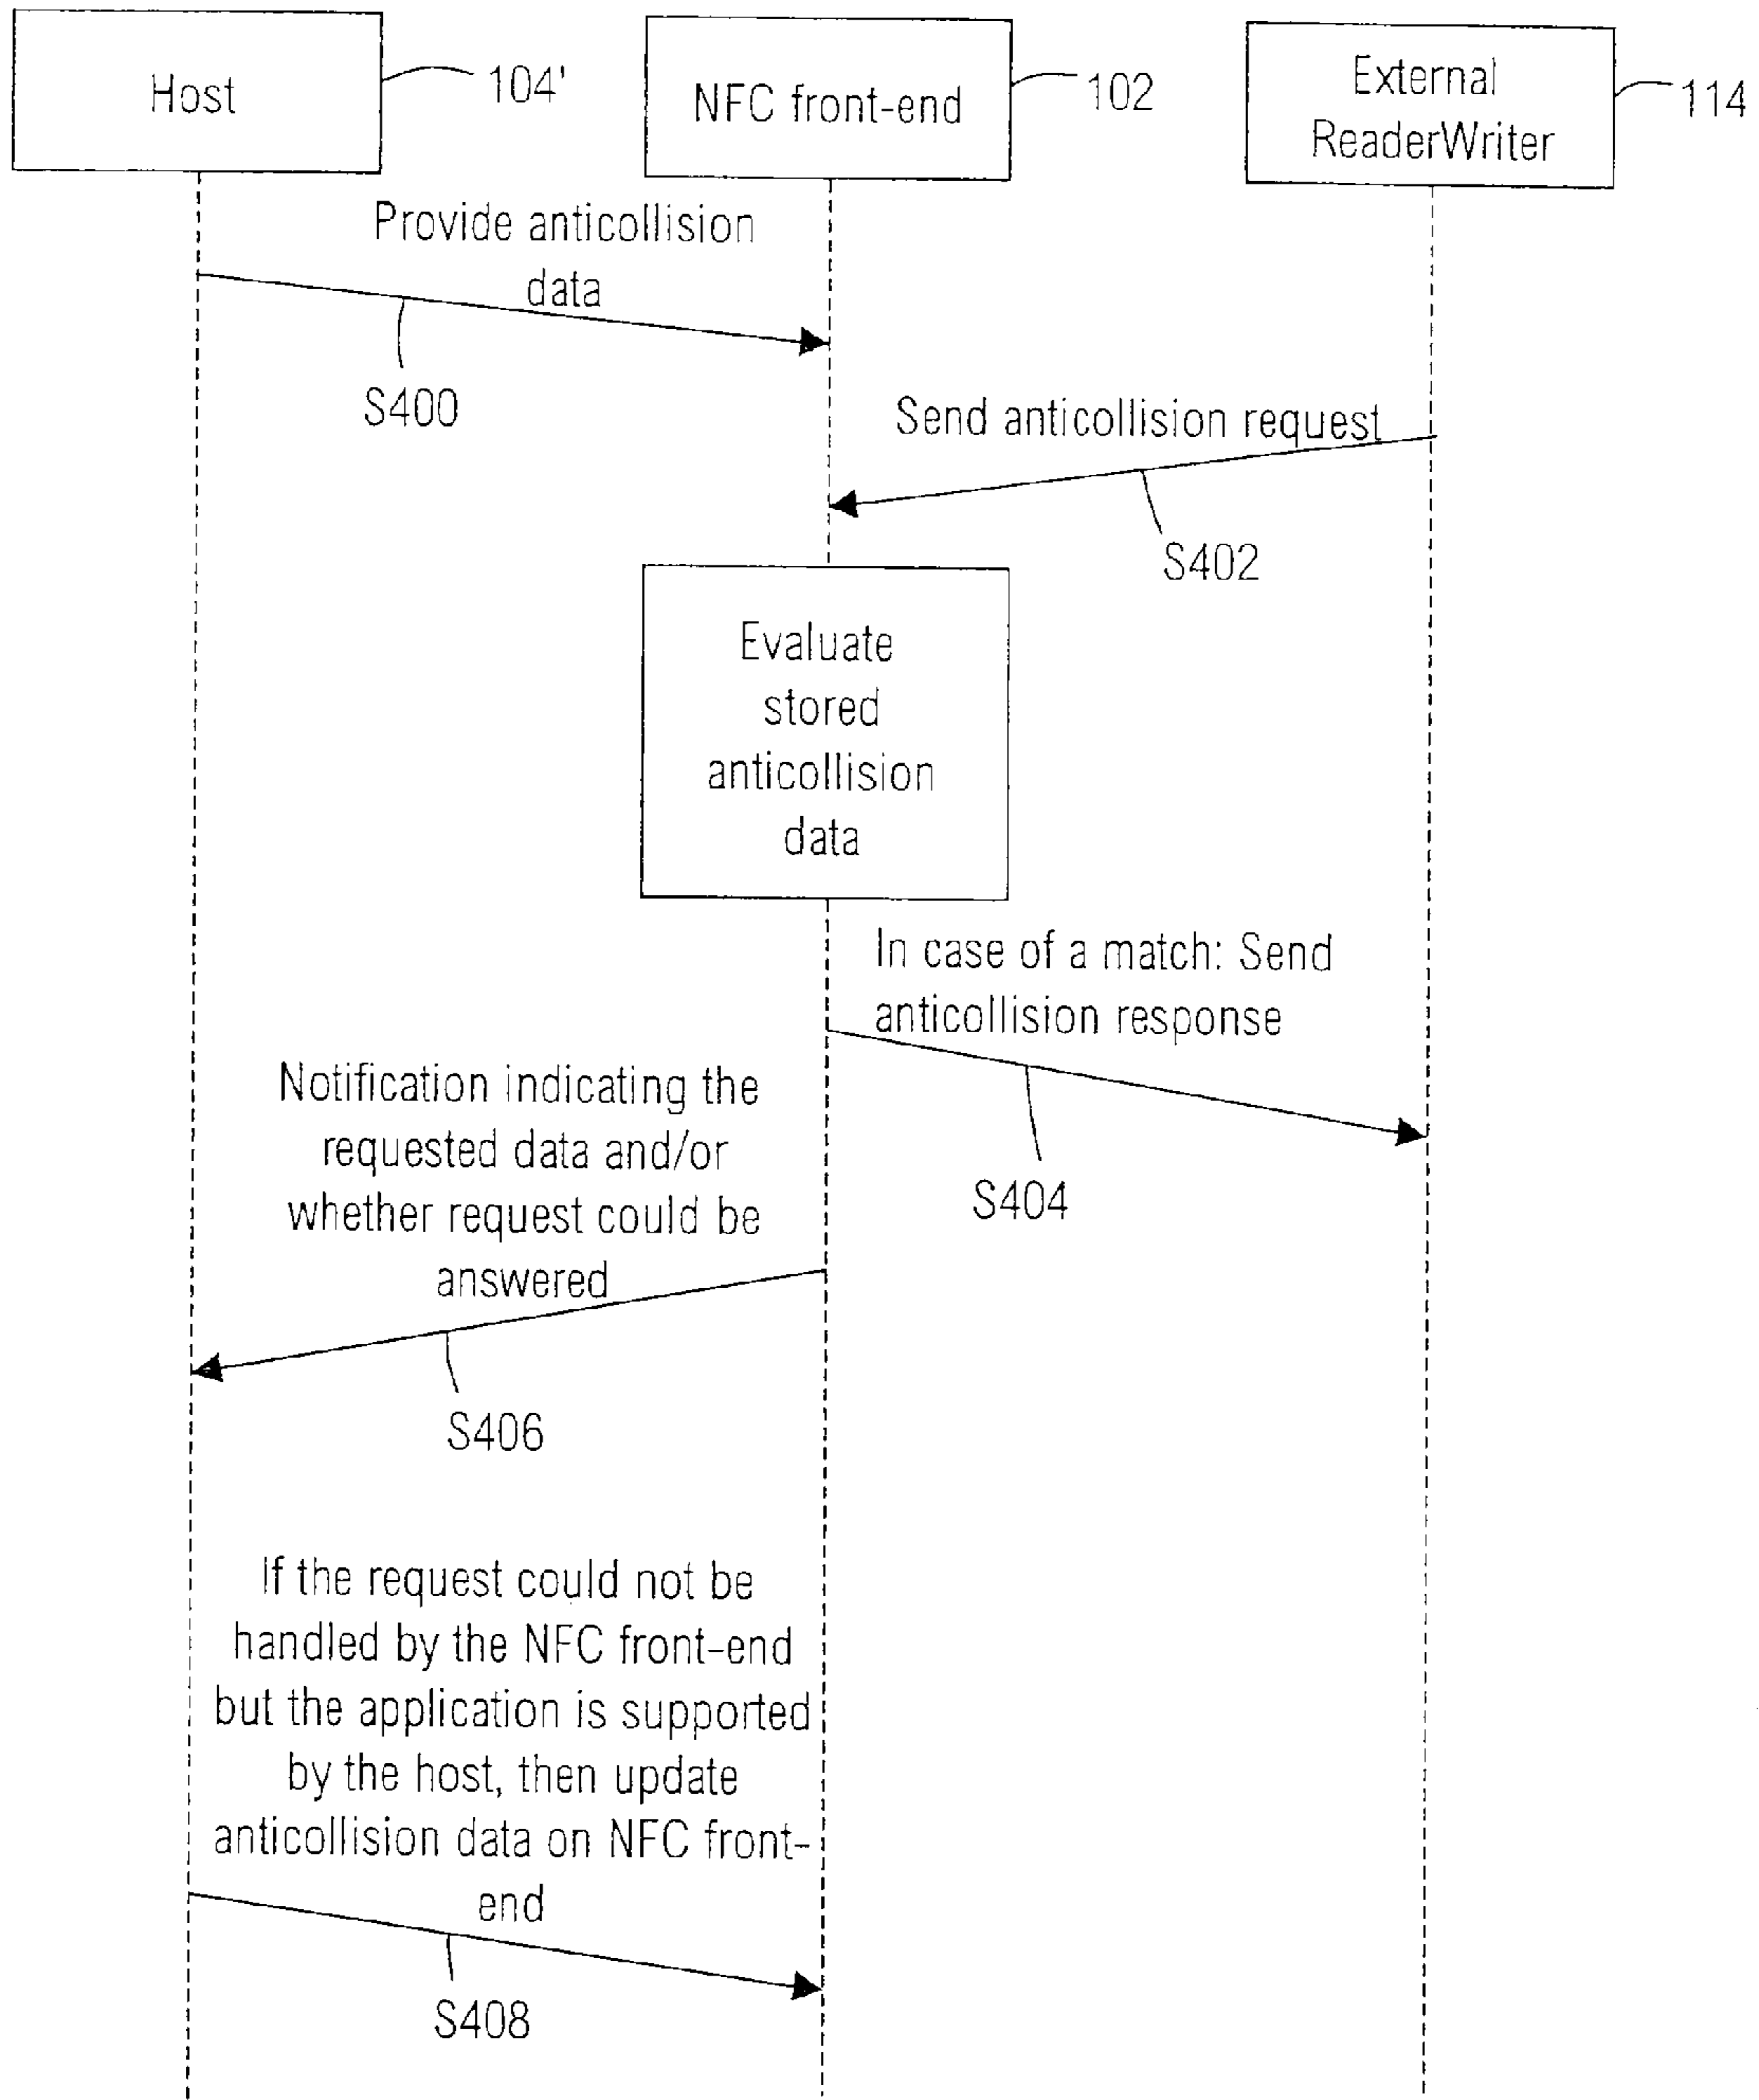 Host
104'
NFC front-end
102
External
ReaderWriter
114
Provide anticollision
data
S400
Send anticollision request
S402
Evaluate
stored
anticollision
data
In case of a match: Send
anticollision response
S404
Notification indicating the
requested data and/or
whether request could be
answered
S406
If the request could not be
handled by the NFC front-end
but the application is supported
by the host, then update
anticollision data on NFC front-
end
S408